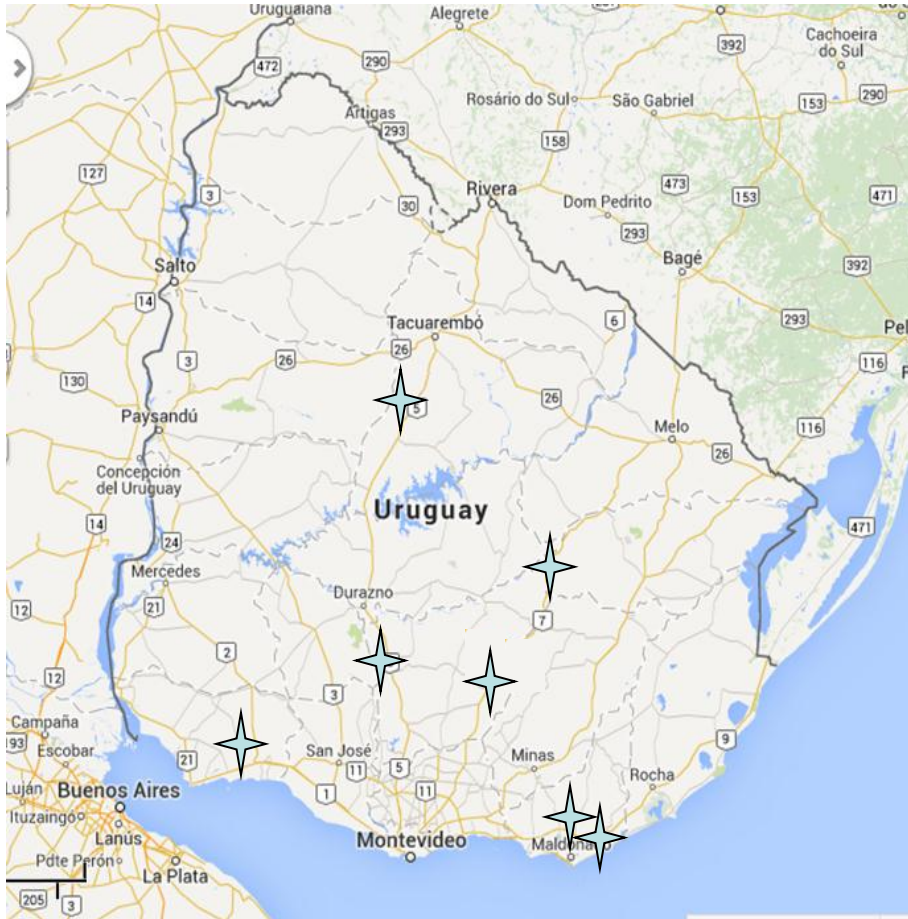 Uruguaiana
Alegrete
392
Cachoeira
do Sul
290
472
Rosário do Sul
São Gabriel
153
290
Artigas
293
158
127
3
473
153
471
Rivera
30
Dom Pedrito
293
Bagé
392
Salto
14
6
293
Tacuarembó
26
26
116
3
130
5
26
Paysandú
Melo
116
26
Concepción
del Uruguay
Uruguay
14
24
471
Mercedes
12
21
Durazno
7
2
12
3
Campaña
193
Escobar
21
San José
11
5
Minas
9
Luján
Buenos Aires
1
11
Rocha
Ituzaingó
Lanús
Montevideo
Pdte Perón
La Plata
205
3